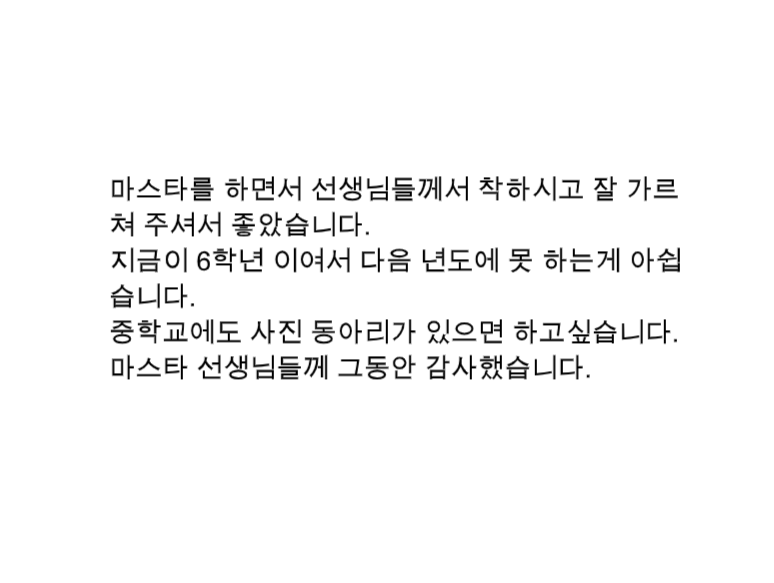 마스타를 하면서 선생님들께서 착하시고 잘 가르
쳐 주셔서 좋았습니다.
지금이 6학년 이여서 다음 년도에 못 하는게 아쉽
습니다.
중학교에도 사진 동아리가 있으면 하고싶습니다.
마스타 선생님들께 그동안 감사했습니다.